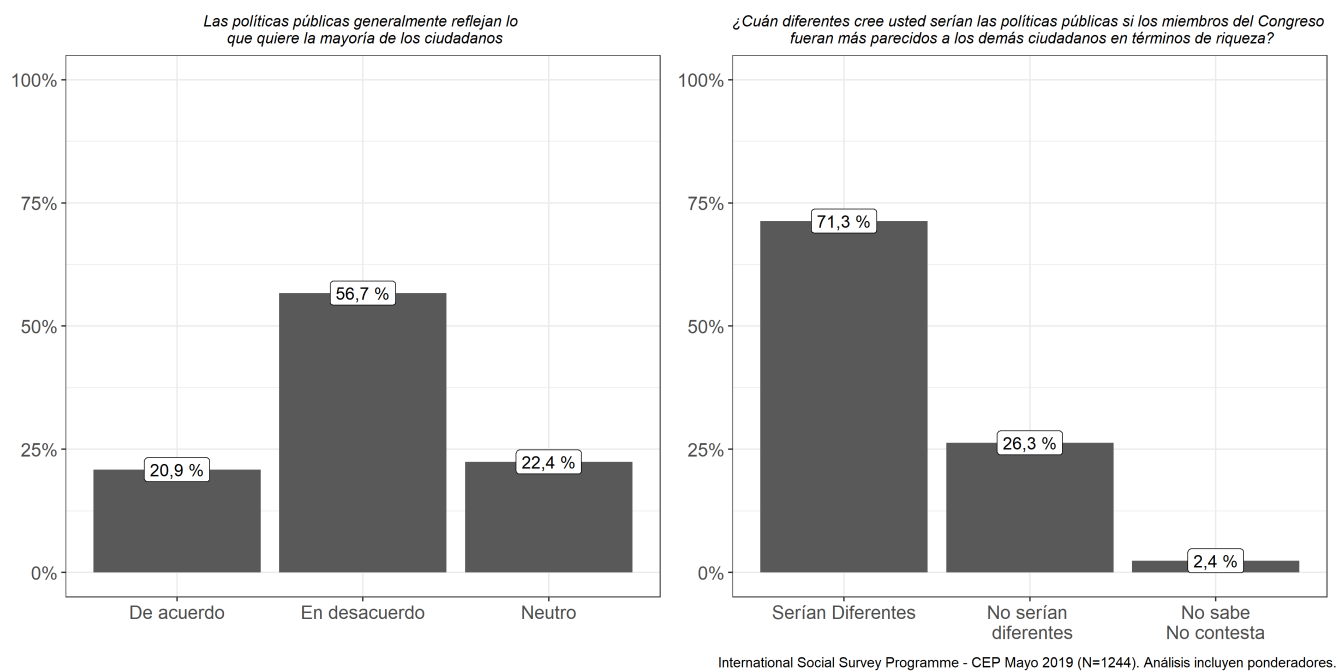 Las políticas públicas generalmente reflejan lo
que quiere la mayoría de los ciudadanos
100%
75%
50%
25%
0%
20,9 %
56,7 %
22,4 %
De acuerdo
En desacuerdo
Neutro
¿Cuán diferentes cree usted serían las políticas públicas si los miembros del Congreso
fueran más parecidos a los demás ciudadanos en términos de riqueza?
100%
75%
50%
25%
0%
71,3 %
26,3 %
2,4 %
Serían Diferentes
No serían
diferentes
No sabe
No contesta
International Social Survey Programme - CEP Mayo 2019 (N=1244). Análisis incluyen ponderadores.